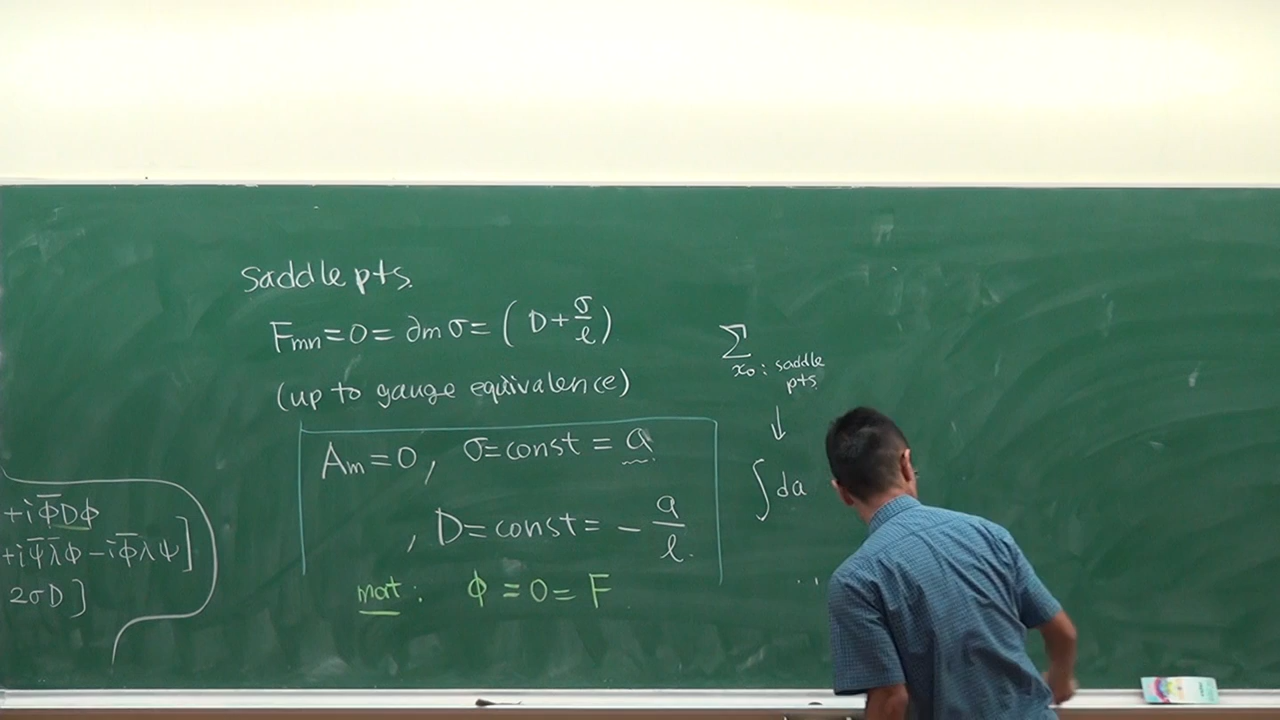 saddle pts.
Fmn = 0 = ∂m σ = ( D + σ/ℓ )
(up to gauge equivalence)
Am = 0 , σ = const = a
, D = const = - a/ℓ .
mat : ϕ = 0 = F .
∑ x₀ : saddle
pts
↓
∫ da
+ i ϕ̅ D ϕ
+ i ψ̅ λ̅ ϕ - i ϕ̅ λ ψ ]
2σD ]